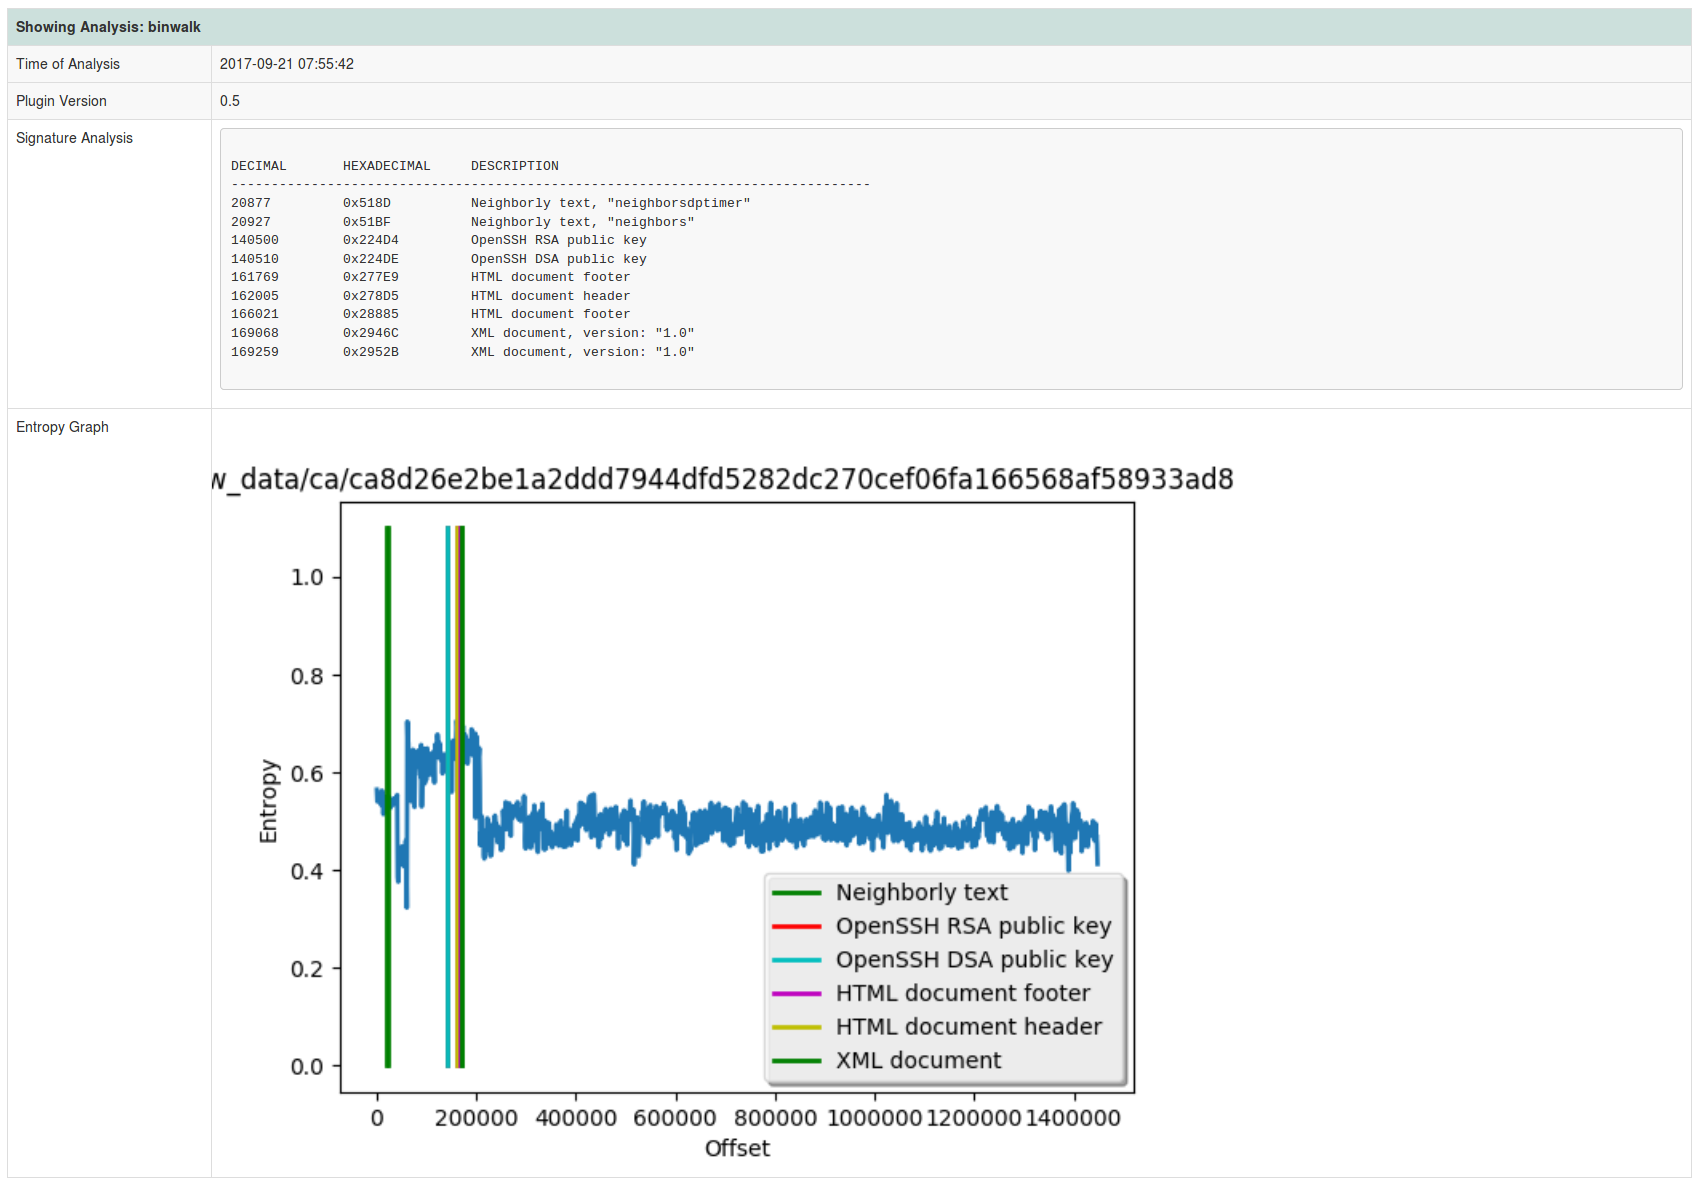 Showing Analysis: binwalk
Time of Analysis 2017-09-21 07:55:42
Plugin Version 0.5
Signature Analysis
DECIMAL HEXADECIMAL DESCRIPTION
--------------------------------------------------------------------------------
20877 0x518D Neighborly text, "neighborsdptimer"
20927 0x51BF Neighborly text, "neighbors"
140500 0x224D4 OpenSSH RSA public key
140510 0x224DE OpenSSH DSA public key
161769 0x277E9 HTML document footer
162005 0x278D5 HTML document header
166021 0x28885 HTML document footer
169068 0x2946C XML document, version: "1.0"
169259 0x2952B XML document, version: "1.0"
Entropy Graph
w_data/ca/ca8d26e2be1a2ddd7944dfd5282dc270cef06fa166568af58933ad8
1.0
0.8
0.6
0.4
0.2
0.0
Entropy
Neighborly text
OpenSSH RSA public key
OpenSSH DSA public key
HTML document footer
HTML document header
XML document
0 200000 400000 600000 800000 1000000 1200000 1400000
Offset